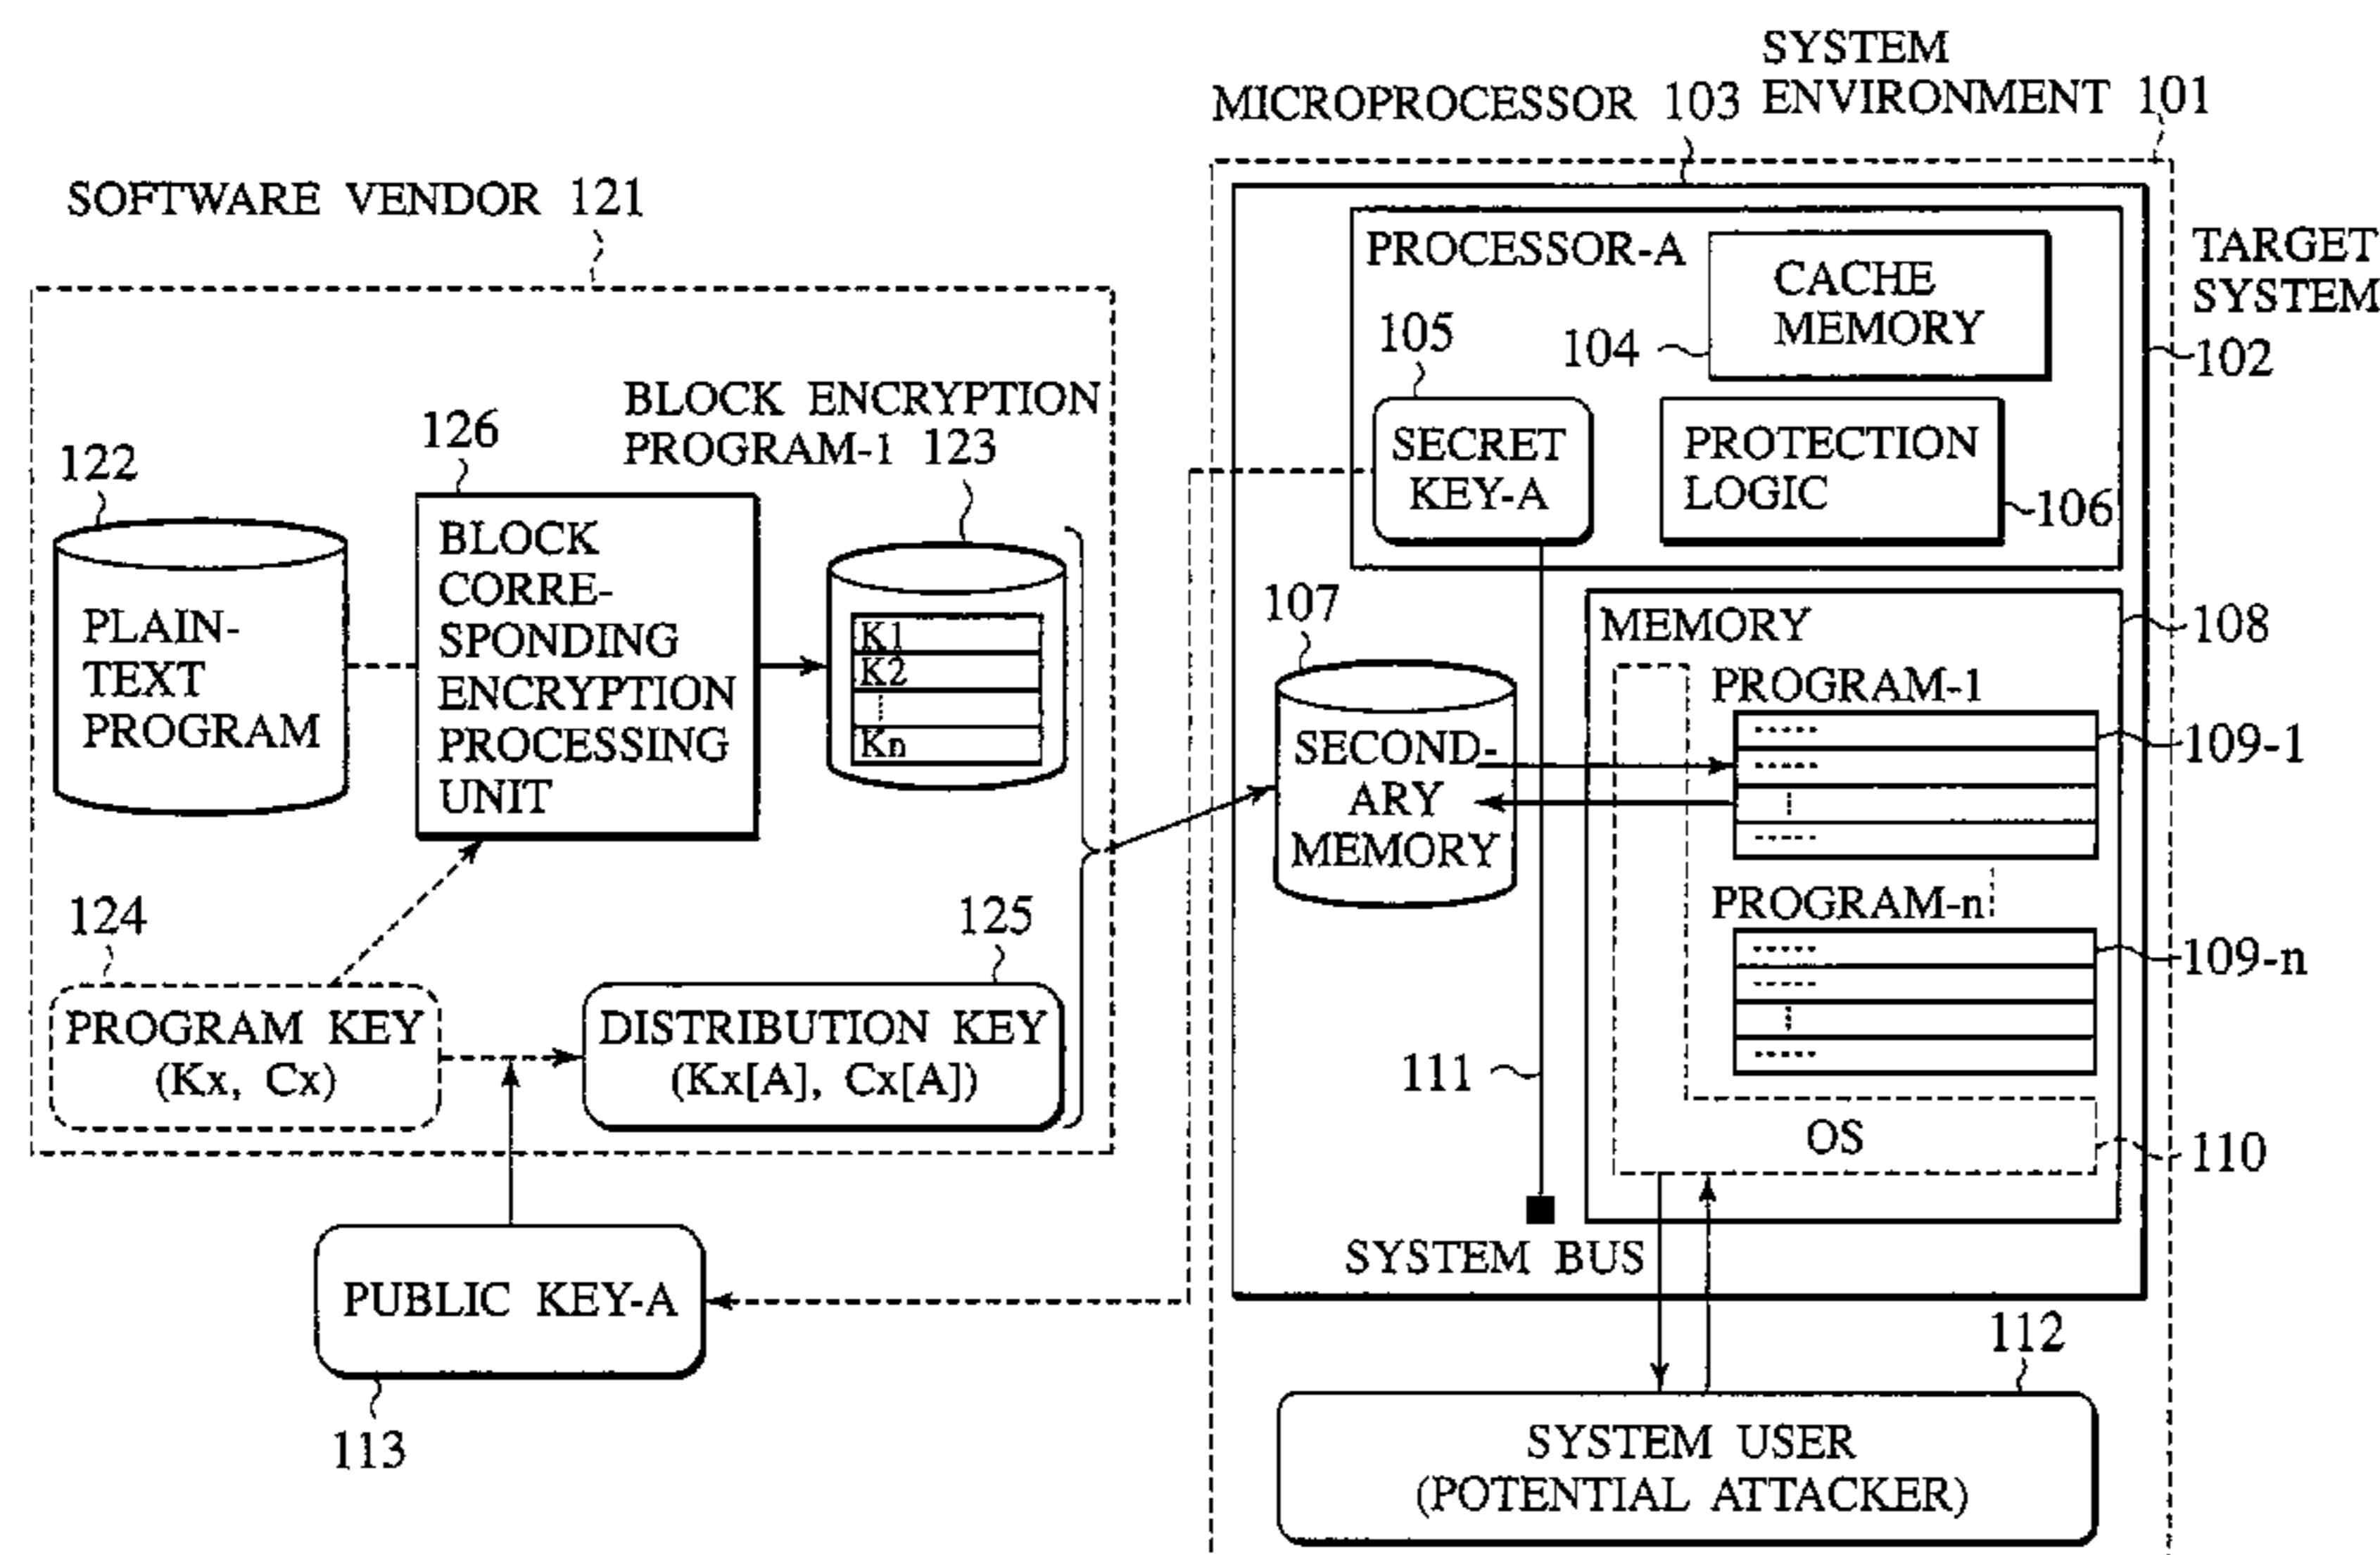 SYSTEM
MICROPROCESSOR 103 ENVIRONMENT 101
SOFTWARE VENDOR 121
PROCESSOR-A
CACHE
MEMORY
TARGET
SYSTEM
105
104
102
BLOCK ENCRYPTION
PROGRAM-1 123
122
126
SECRET
KEY-A
PROTECTION
LOGIC
106
PLAIN-
TEXT
PROGRAM
BLOCK
CORRE-
SPONDING
ENCRYPTION
PROCESSING
UNIT
K1
K2
Kn
107
SECOND-
ARY
MEMORY
MEMORY
108
PROGRAM-1
109-1
PROGRAM-n
109-n
124
125
PROGRAM KEY
(Kx, Cx)
DISTRIBUTION KEY
(Kx[A], Cx[A])
111
OS
110
SYSTEM BUS
PUBLIC KEY-A
113
112
SYSTEM USER
(POTENTIAL ATTACKER)